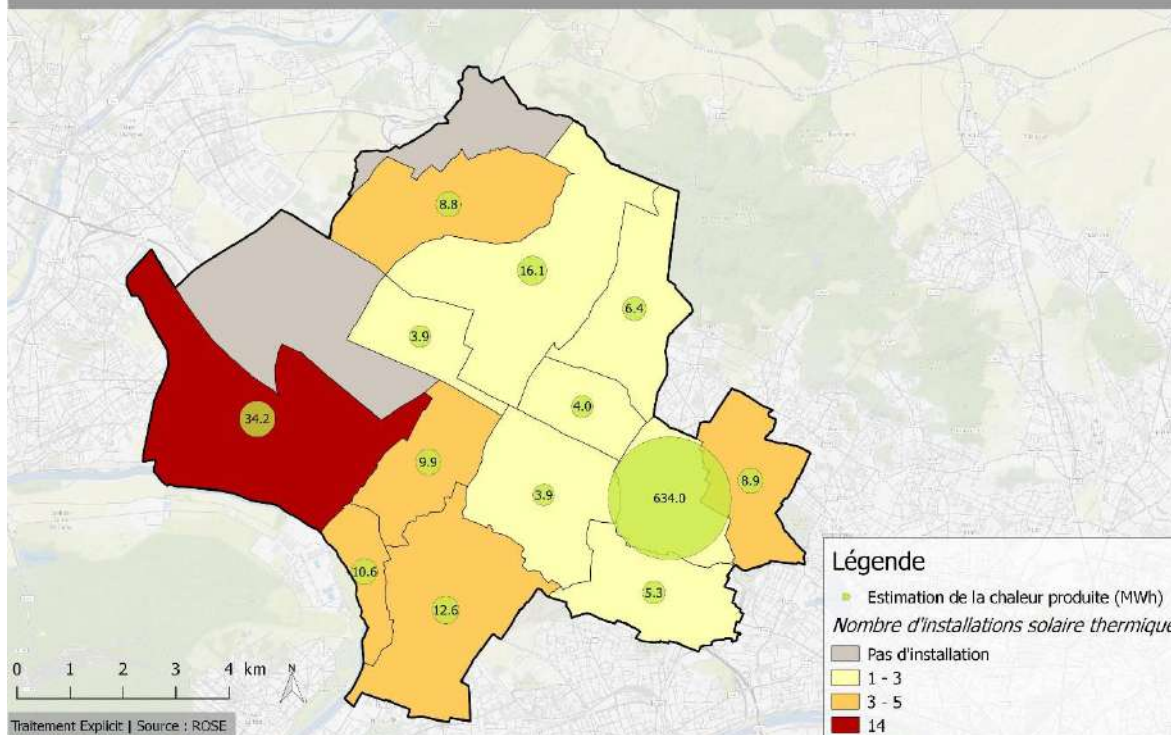 8.8
16.1
6.4
3.9
4.0
34.2
9.9
8.9
3.9
634.0
10.6
5.3
12.6
0 1 2 3 4 km
N
Traitement Explicit | Source : ROSE
Légende
Estimation de la chaleur produite (MWh)
Nombre d'installations solaire thermique
Pas d'installation
1 - 3
3 - 5
14